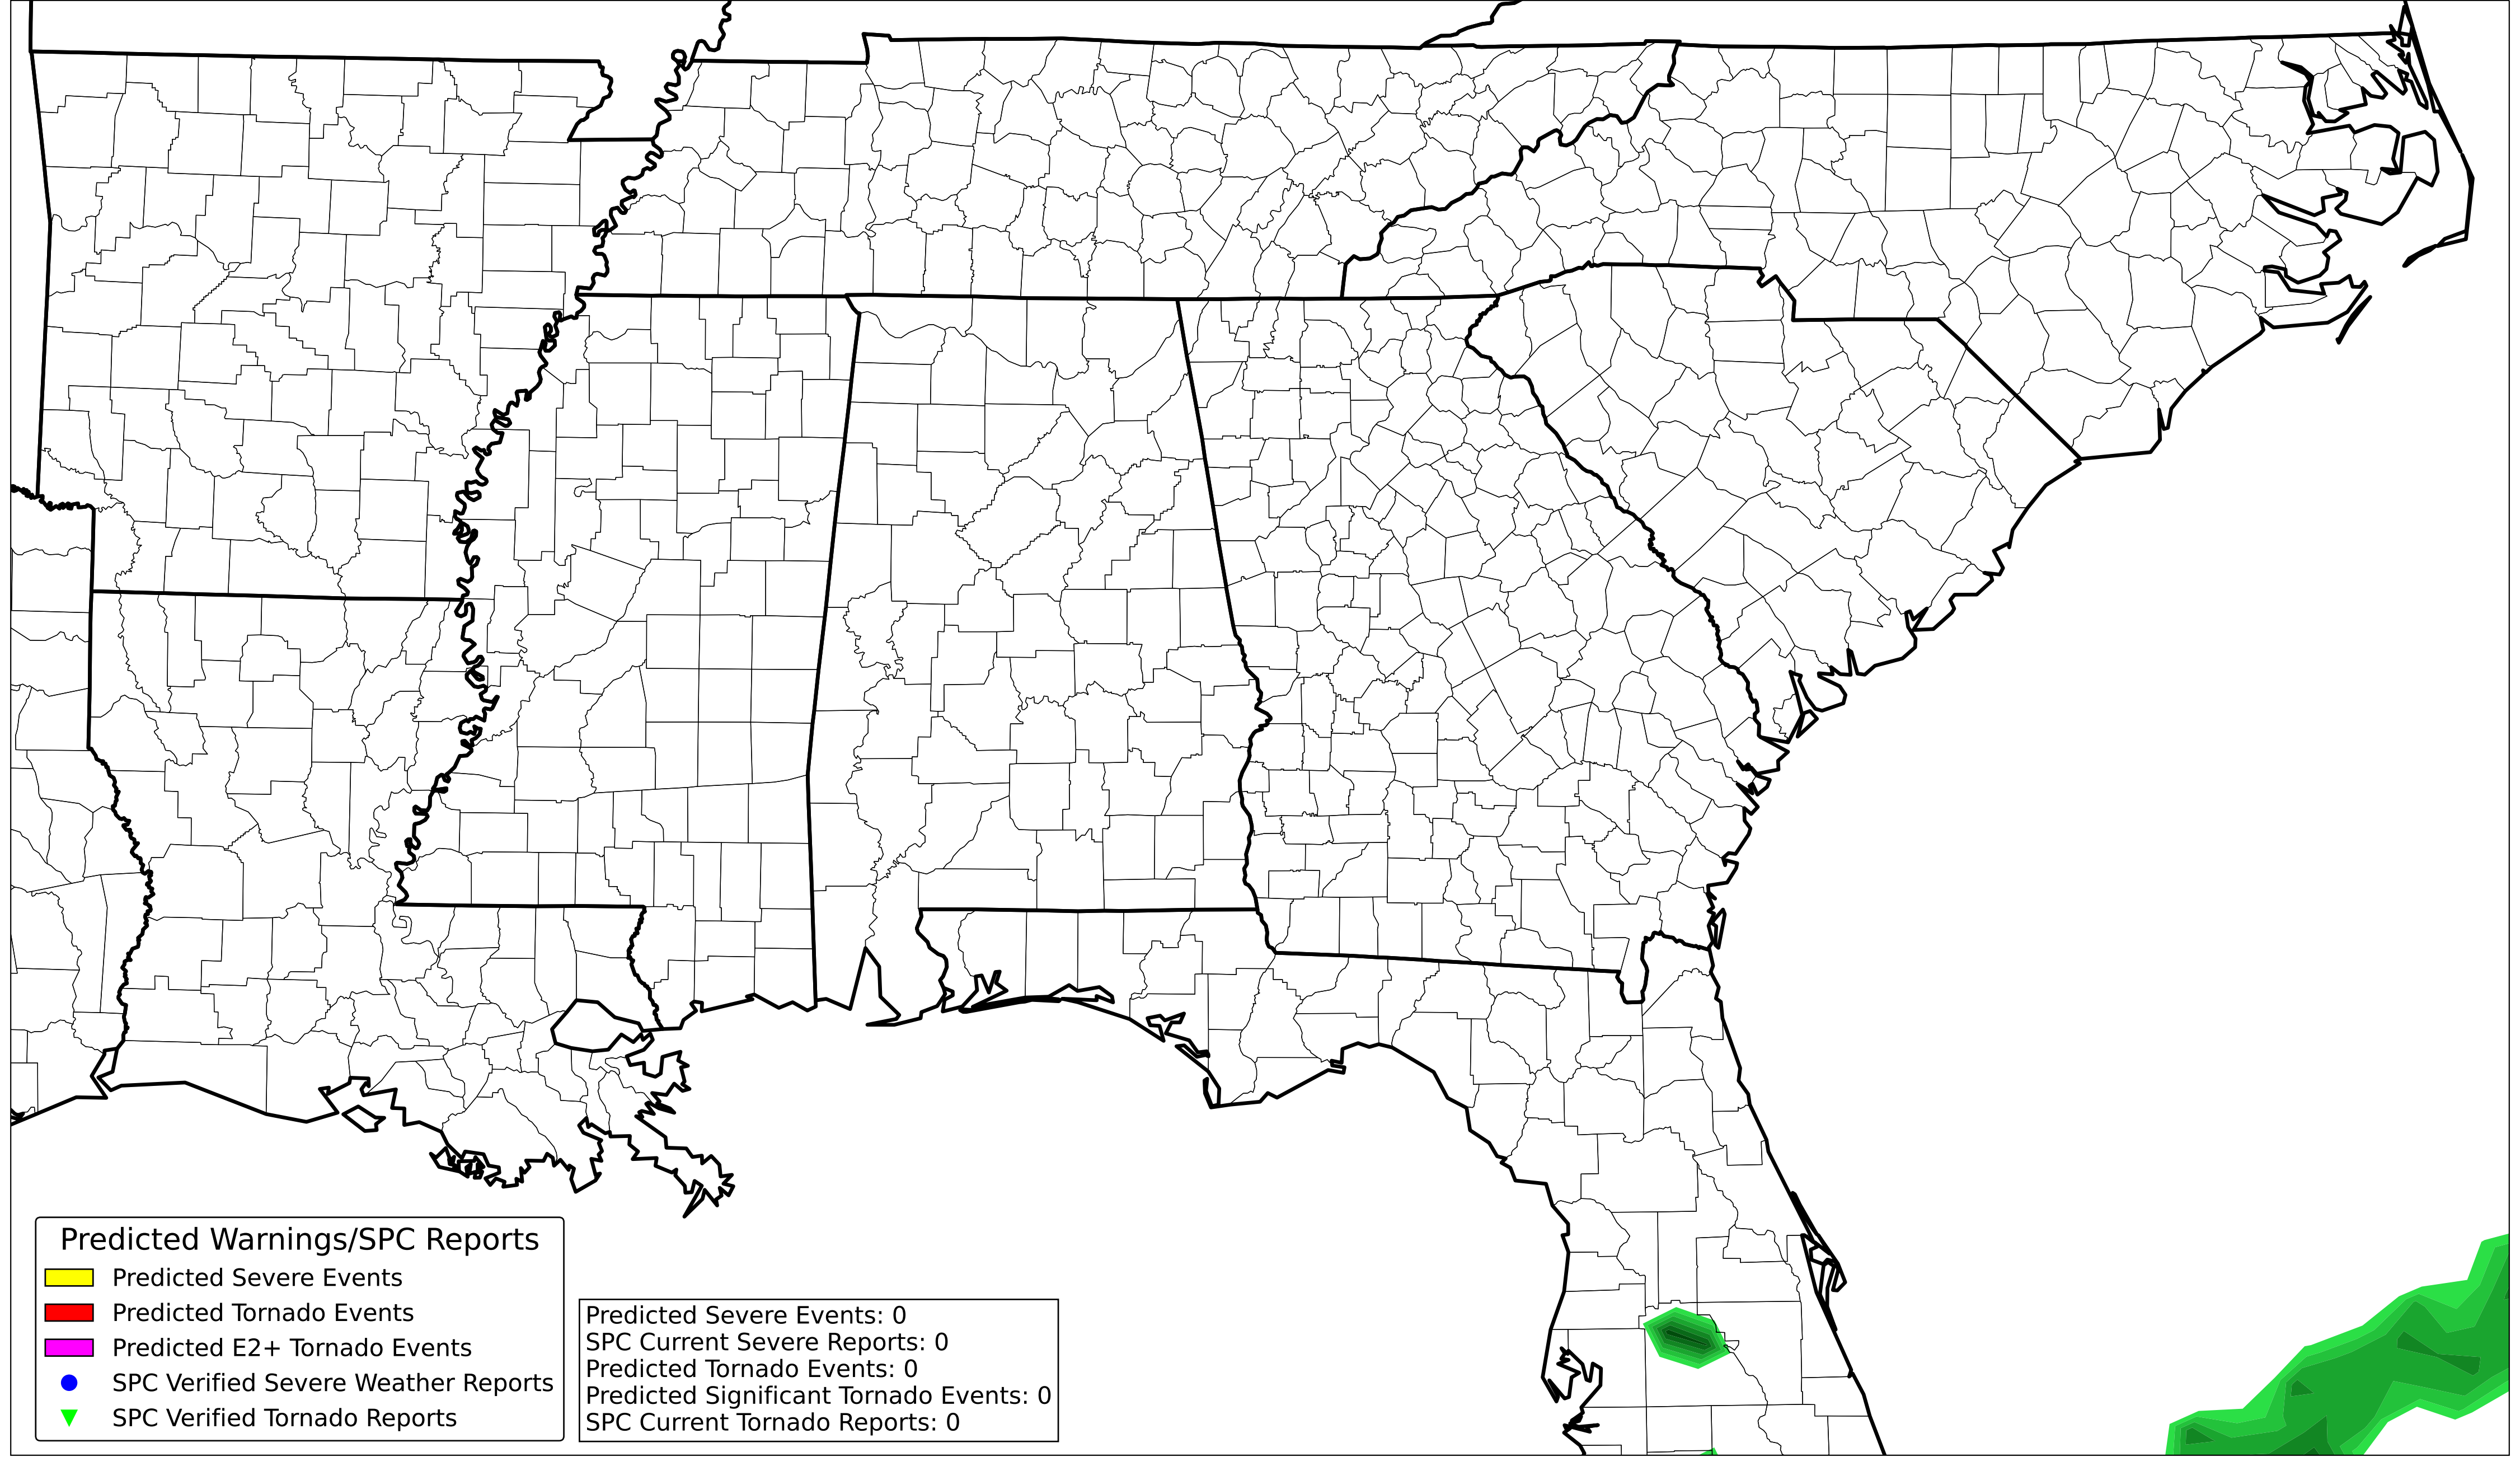 Predicted Warnings/SPC Reports
Predicted Severe Events
Predicted Tornado Events
Predicted E2+ Tornado Events
SPC Verified Severe Weather Reports
SPC Verified Tornado Reports
Predicted Severe Events: 0
SPC Current Severe Reports: 0
Predicted Tornado Events: 0
Predicted Significant Tornado Events: 0
SPC Current Tornado Reports: 0